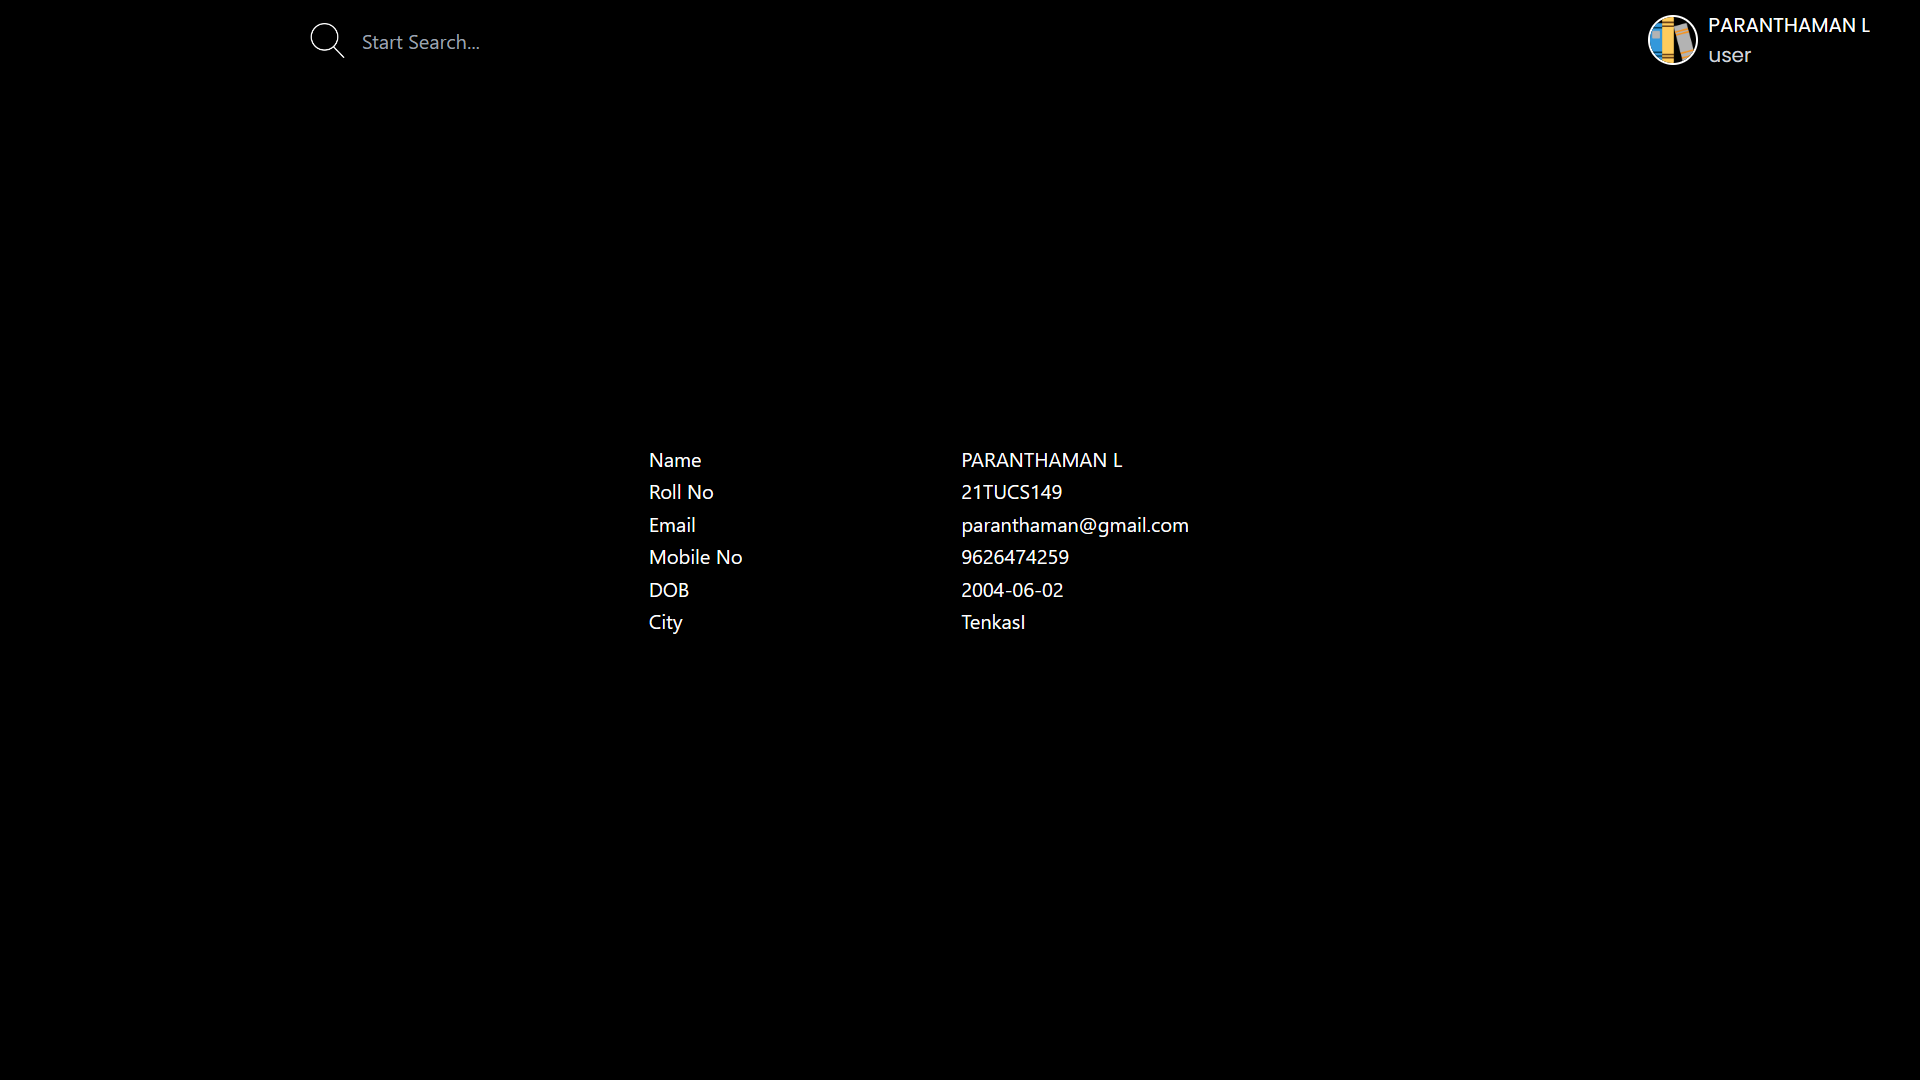 Start Search...
PARANTHAMAN L
user
Name PARANTHAMAN L
Roll No 21TUCS149
Email paranthaman@gmail.com
Mobile No 9626474259
DOB 2004-06-02
City TenkasI